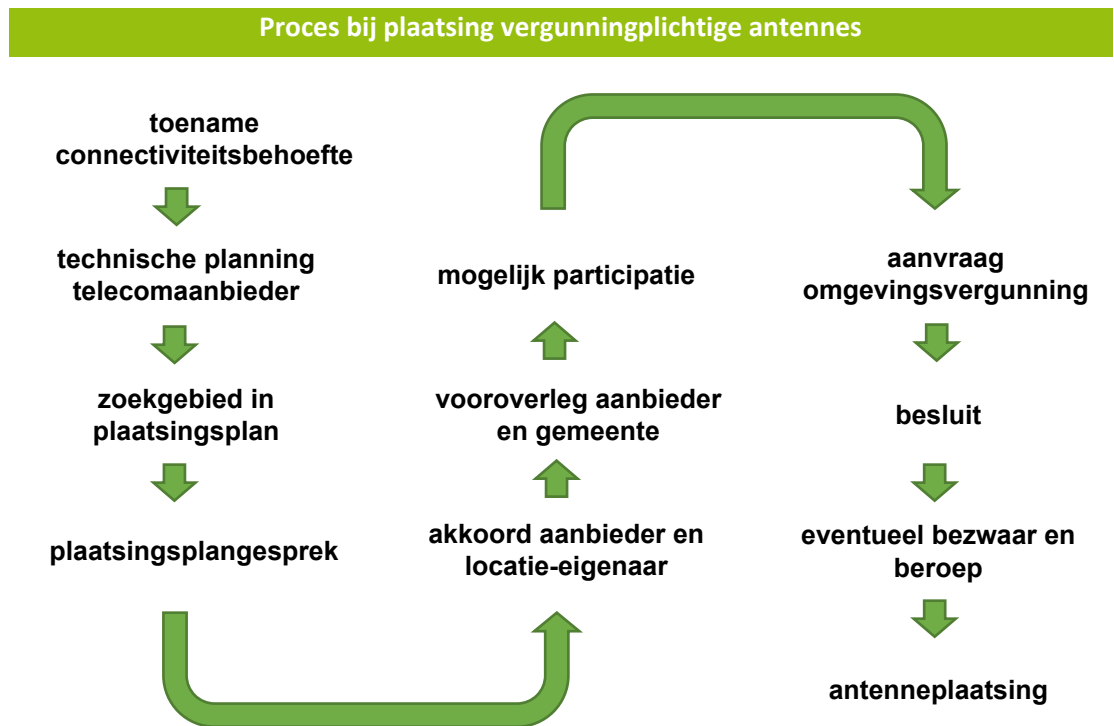 Proces bij plaatsing vergunningplichtige antennes
toename
connectiviteitsbehoefte
technische planning
telecomaanbieder
zoekgebied in
plaatsingsplan
plaatsingsplangesprek
akkoord aanbieder en
locatie-eigenaar
vooroverleg aanbieder
en gemeente
mogelijk participatie
aanvraag
omgevingsvergunning
besluit
eventueel bezwaar en
beroep
antenneplaatsing